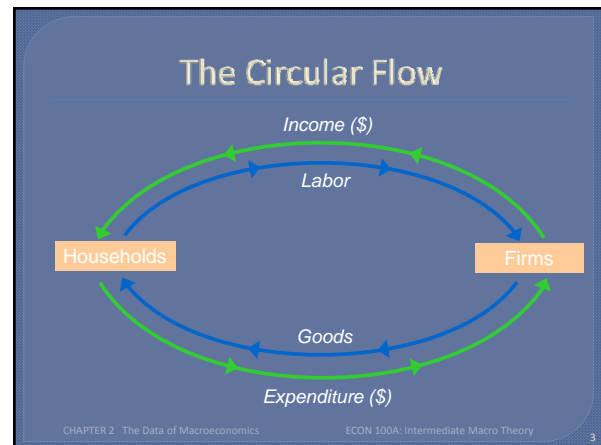 The Circular Flow
Income ($)
Labor
Households
Firms
Goods
Expenditure ($)
CHAPTER 2 The Data of Macroeconomics
ECON 100A: Intermediate Macro Theory
3